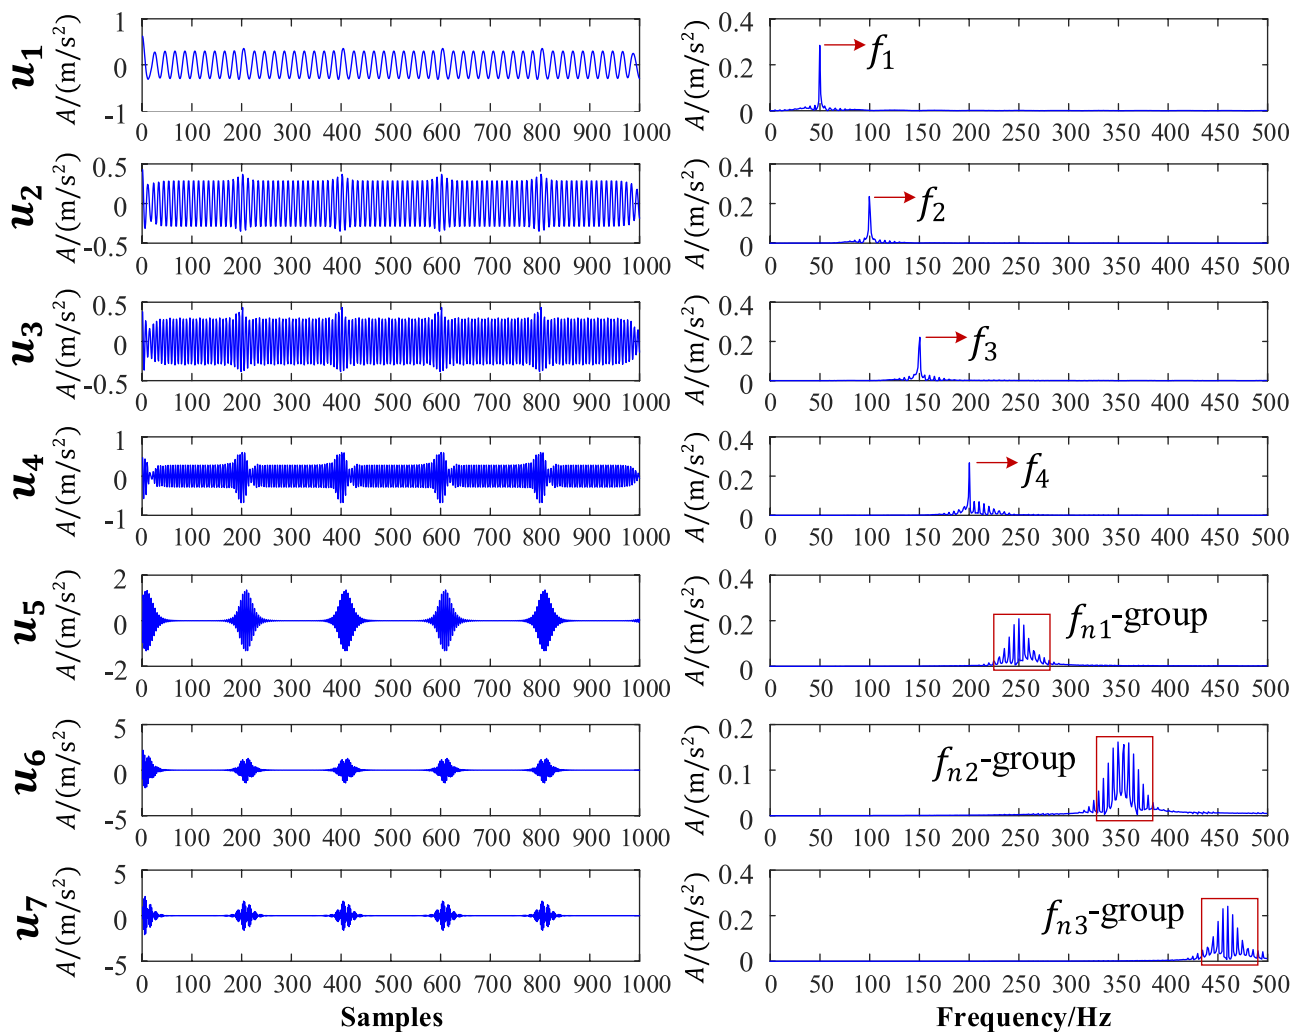 u₁ A/(m/s²) 1 0 -1 0 100 200 300 400 500 600 700 800 900 1000
A/(m/s²) 0.4 0.2 0 f₁ 0 50 100 150 200 250 300 350 400 450 500
u₂ A/(m/s²) 0.5 0 -0.5 0 100 200 300 400 500 600 700 800 900 1000
A/(m/s²) 0.4 0.2 0 f₂ 0 50 100 150 200 250 300 350 400 450 500
u₃ A/(m/s²) 0.5 0 -0.5 0 100 200 300 400 500 600 700 800 900 1000
A/(m/s²) 0.4 0.2 0 f₃ 0 50 100 150 200 250 300 350 400 450 500
u₄ A/(m/s²) 1 0 -1 0 100 200 300 400 500 600 700 800 900 1000
A/(m/s²) 0.4 0.2 0 f₄ 0 50 100 150 200 250 300 350 400 450 500
u₅ A/(m/s²) 2 0 -2 0 100 200 300 400 500 600 700 800 900 1000
A/(m/s²) 0.4 0.2 0 fₙ₁-group 0 50 100 150 200 250 300 350 400 450 500
u₆ A/(m/s²) 5 0 -5 0 100 200 300 400 500 600 700 800 900 1000
A/(m/s²) 0.2 0.1 0 fₙ₂-group 0 50 100 150 200 250 300 350 400 450 500
u₇ A/(m/s²) 5 0 -5 0 100 200 300 400 500 600 700 800 900 1000
A/(m/s²) 0.4 0.2 0 fₙ₃-group 0 50 100 150 200 250 300 350 400 450 500
Samples
Frequency/Hz